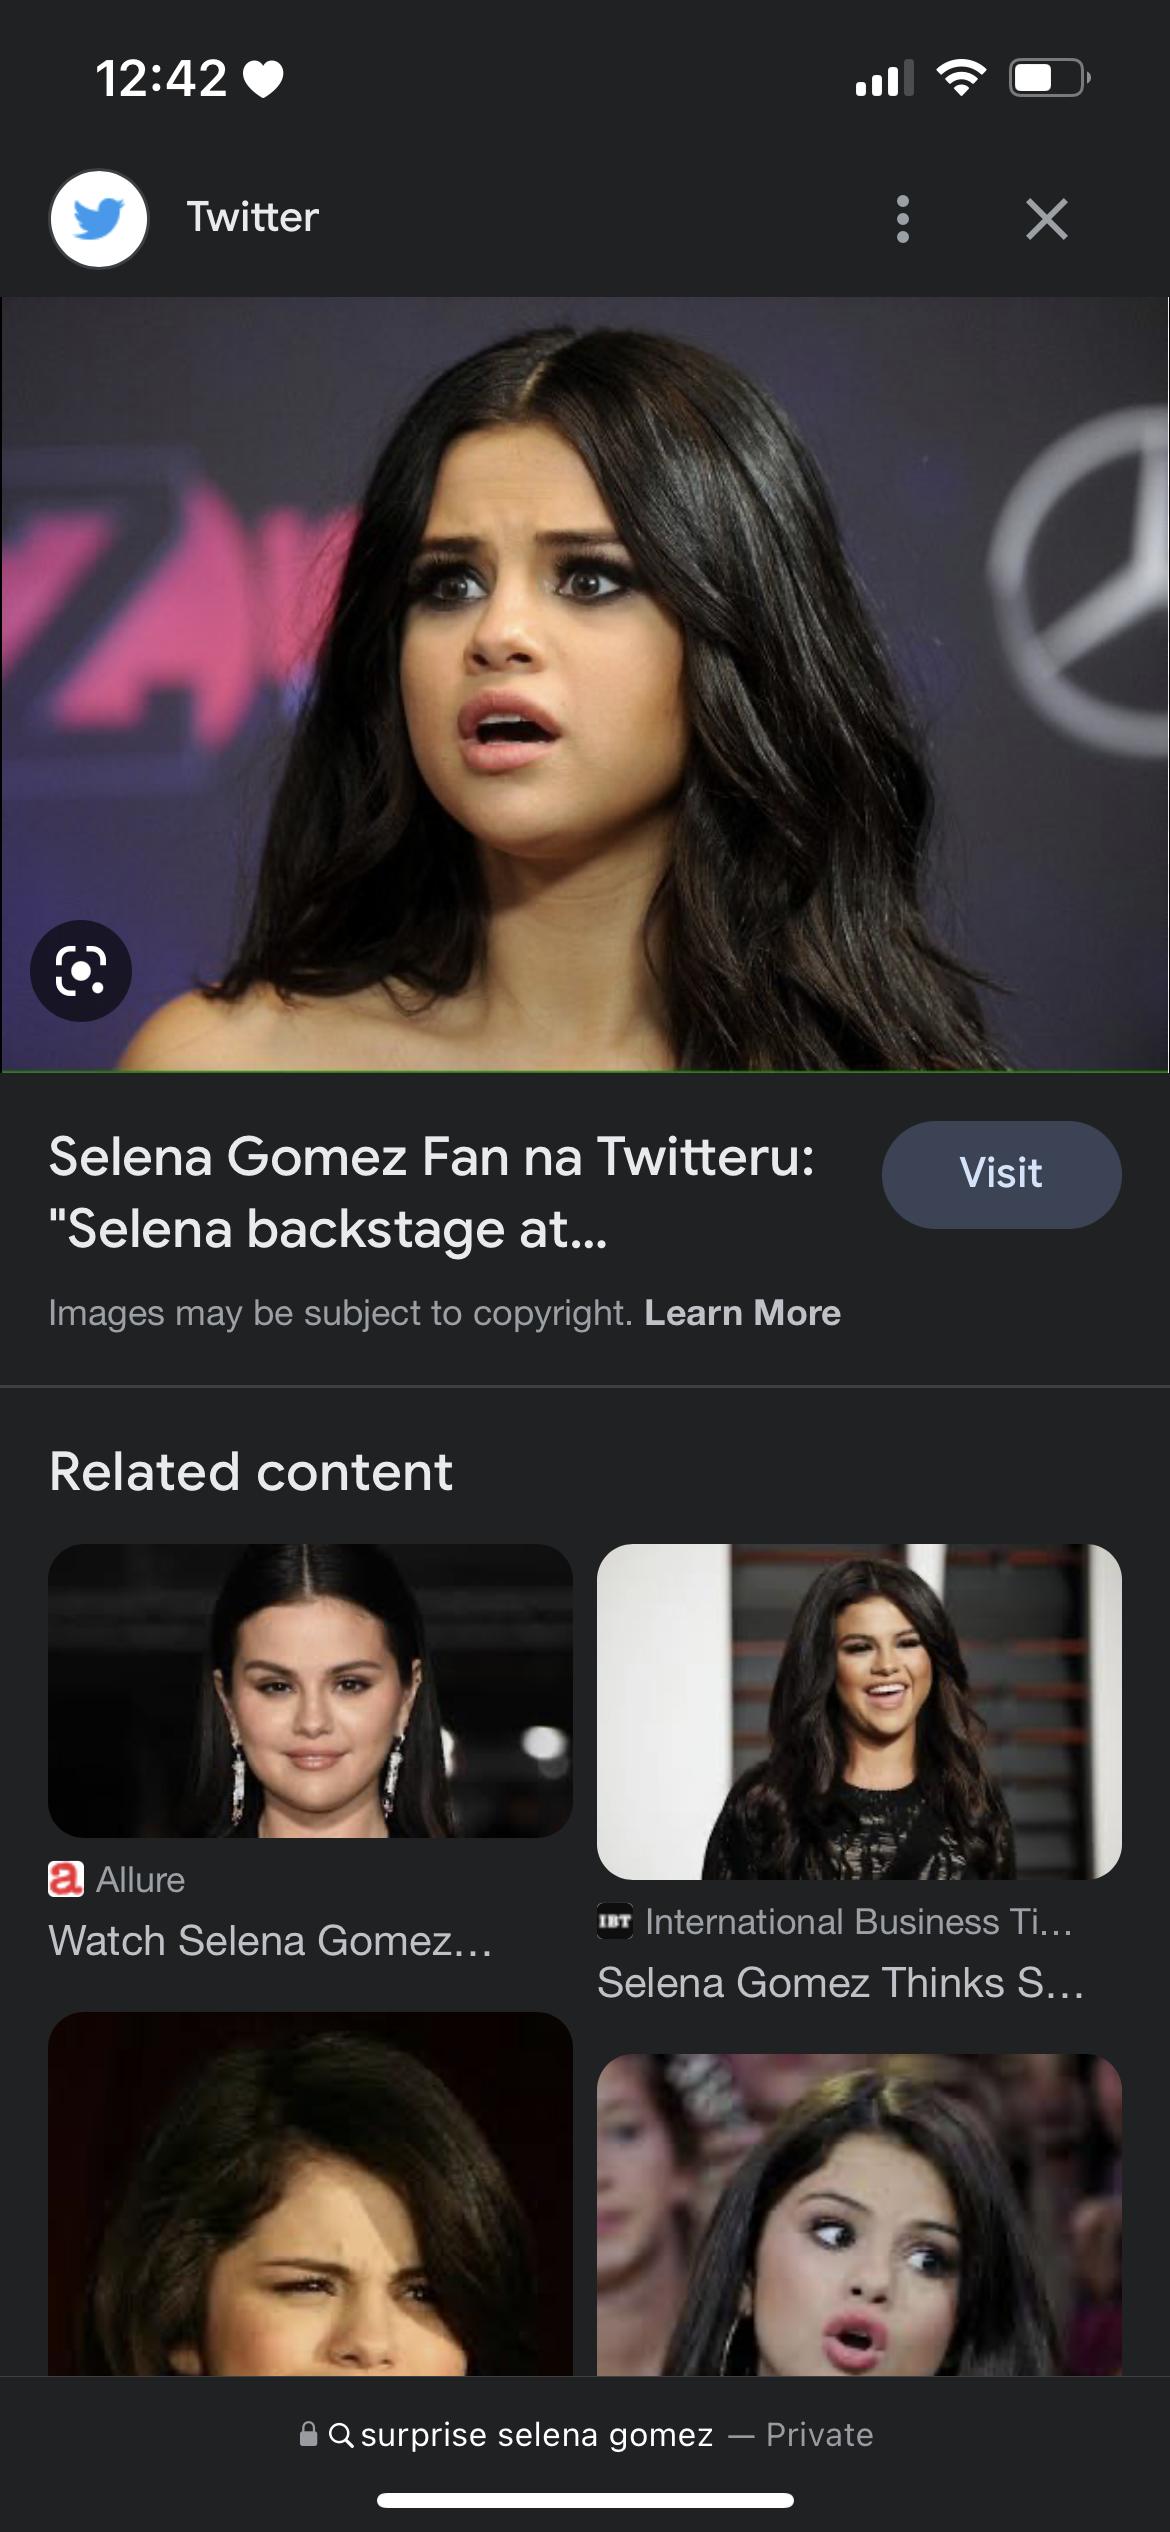 12:42
Twitter
Selena Gomez Fan na Twitteru:
"Selena backstage at...
Visit
Images may be subject to copyright. Learn More
Related content
a Allure
Watch Selena Gomez...
IBT International Business Ti...
Selena Gomez Thinks S...
surprise selena gomez — Private